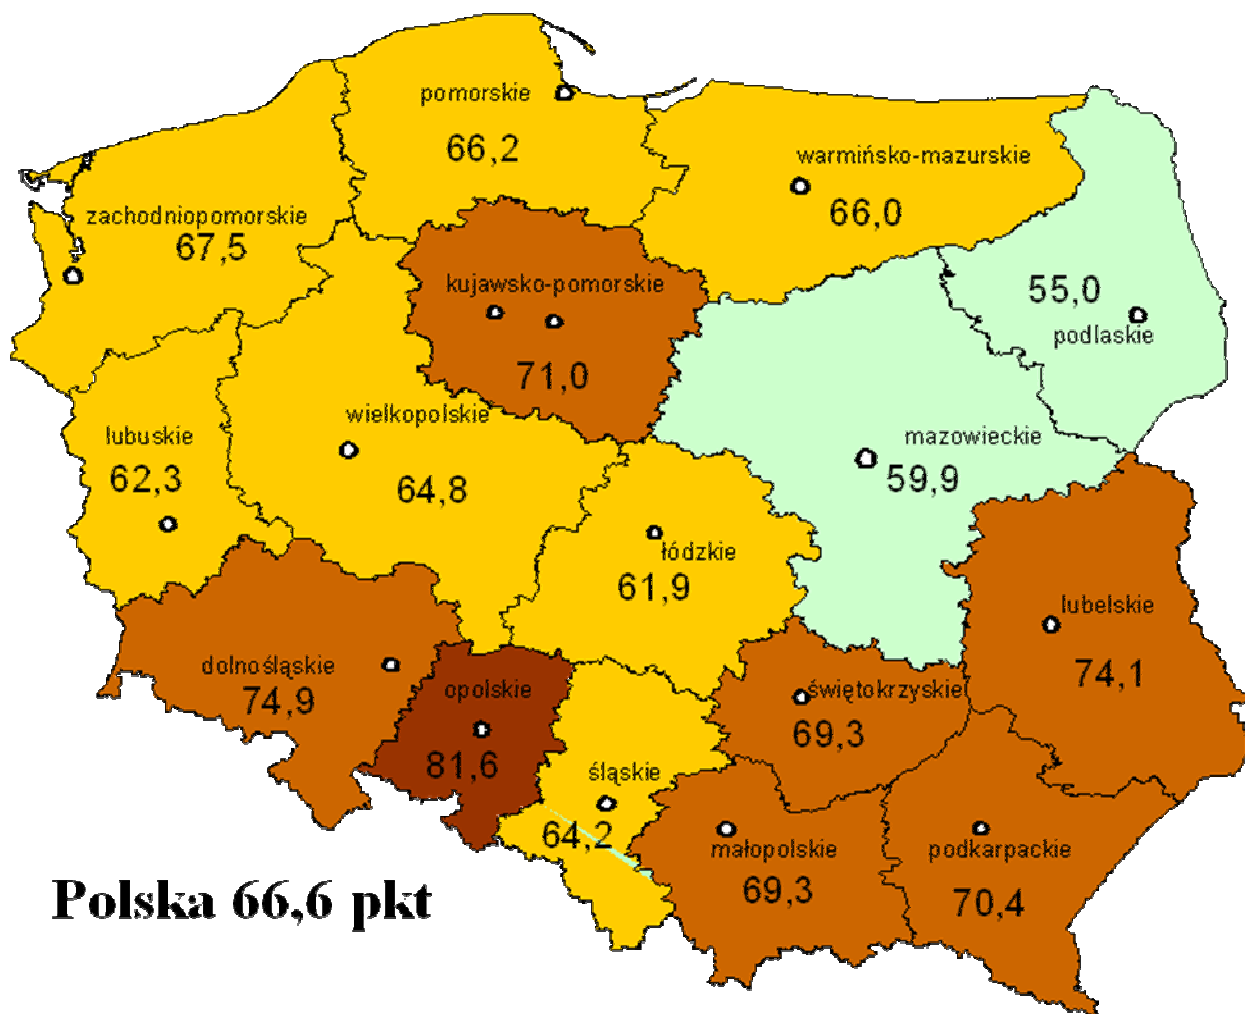 pomorskie
66,2
warmińsko-mazurskie
66,0
zachodniopomorskie
67,5
kujawsko-pomorskie
71,0
55,0
podlaskie
wielkopolskie
64,8
lubuskie
62,3
mazowieckie
59,9
łódzkie
61,9
lubelskie
74,1
dolnośląskie
74,9
opolskie
81,6
świętokrzyskie
69,3
śląskie
64,2
małopolskie
69,3
podkarpackie
70,4
Polska 66,6 pkt